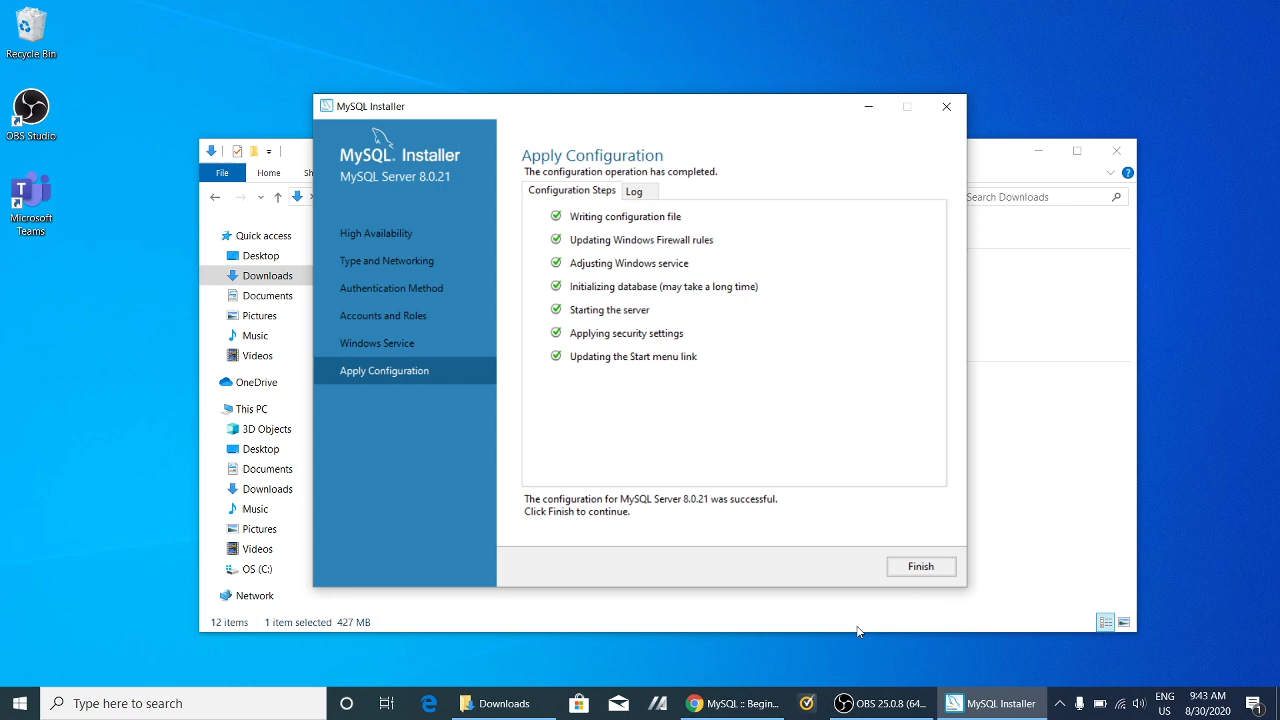 Recycle Bin
OBS Studio
Microsoft
Teams
MySQL Installer
MySQL. Installer
MySQL Server 8.0.21
High Availability
Type and Networking
Authentication Method
Accounts and Roles
Windows Service
Apply Configuration
Apply Configuration
The configuration operation has completed.
Configuration Steps
Log
Writing configuration file
Updating Windows Firewall rules
Adjusting Windows service
Initializing database (may take a long time)
Starting the server
Applying security settings
Updating the Start menu link
The configuration for MySQL Server 8.0.21 was successful.
Click Finish to continue.
Finish
File
Home
Sh
Search Downloads
Quick access
Desktop
Downloads
Documents
Pictures
Music
Videos
OneDrive
This PC
3D Objects
Desktop
Documents
Downloads
Music
Pictures
Videos
OS (C:)
Network
12 items
1 item selected 427 MB
Type here to search
Downloads
MySQL :: Begin...
OBS 25.0.8 (64...
MySQL Installer
ENG
US
9:43 AM
8/30/2020
1